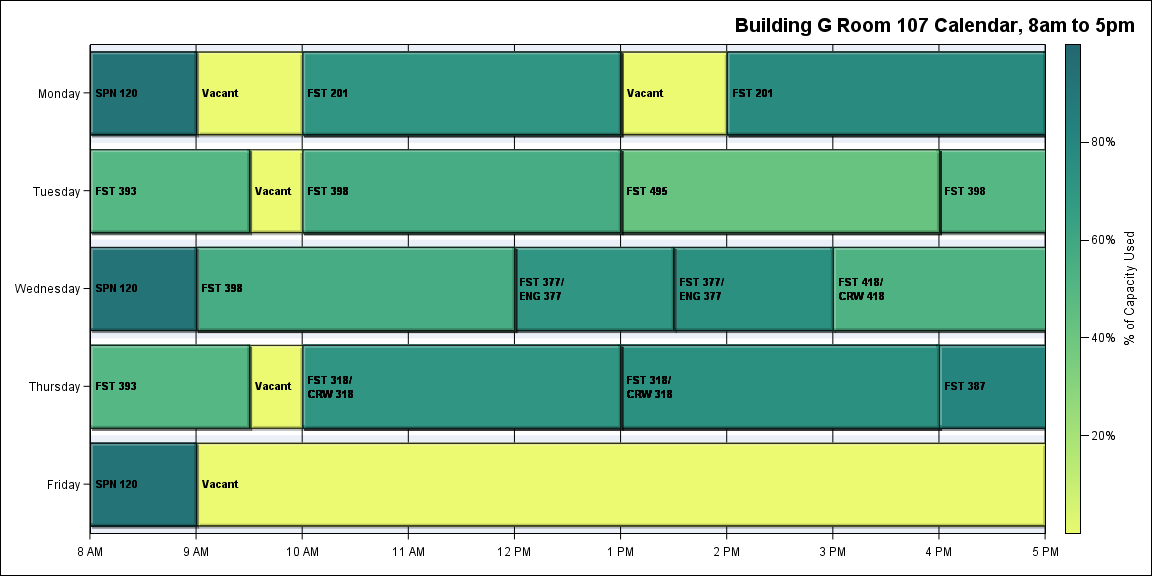 Building G Room 107 Calendar, 8am to 5pm
Monday
SPN 120
Vacant
FST 201
Vacant
FST 201
Tuesday
FST 393
Vacant
FST 398
FST 495
FST 398
Wednesday
SPN 120
FST 398
FST 377/
ENG 377
FST 377/
ENG 377
FST 418/
CRW 418
Thursday
FST 393
Vacant
FST 318/
CRW 318
FST 318/
CRW 318
FST 387
Friday
SPN 120
Vacant
8 AM
9 AM
10 AM
11 AM
12 PM
1 PM
2 PM
3 PM
4 PM
5 PM
80%
60%
40%
20%
% of Capacity Used